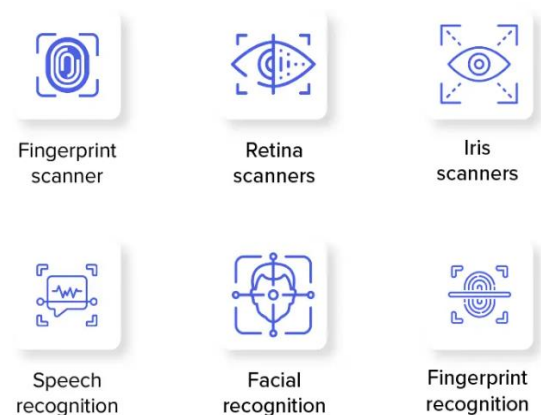 Fingerprint
scanner
Retina
scanners
Iris
scanners
Speech
recognition
Facial
recognition
Fingerprint
recognition